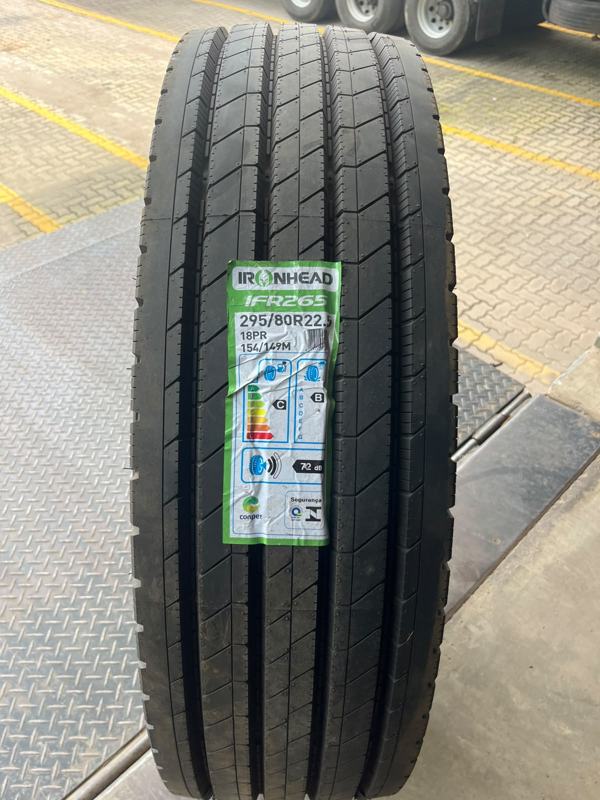 IRONHEAD
IFR265
295/80R22.5
18PR
154/149M
C
A
B
C
D
E
F
G
B
72 dB
conpet
Segurança